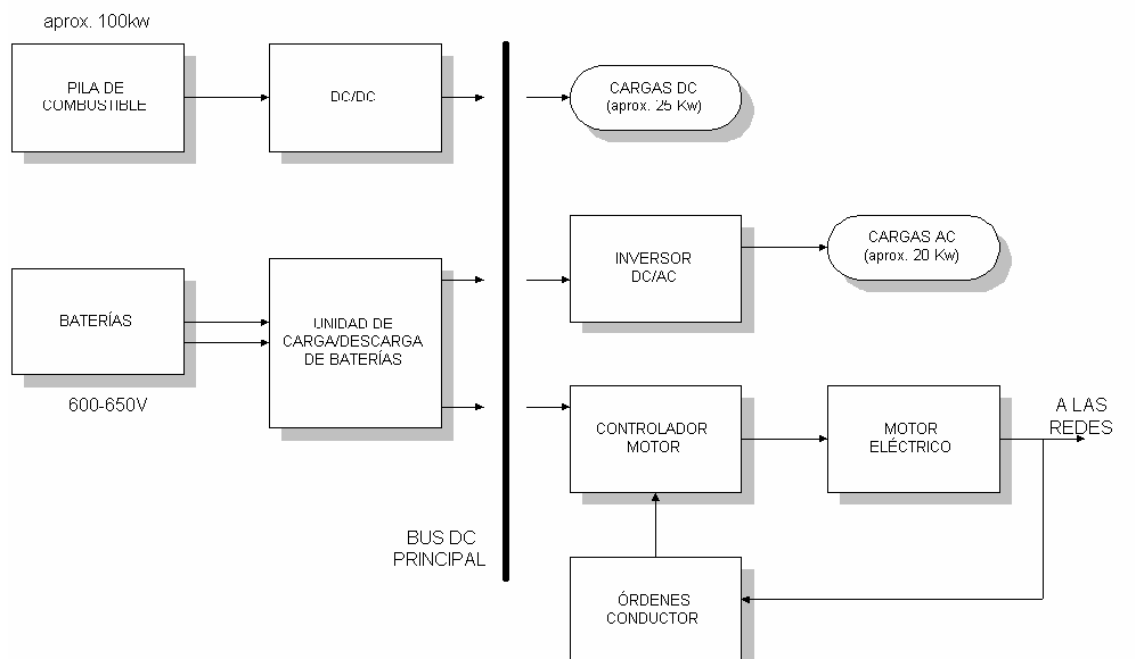 aprox. 100kw
PILA DE
COMBUSTIBLE
DC/DC
CARGAS DC
(aprox. 25 Kw)
INVERSOR
DC/AC
CARGAS AC
(aprox. 20 Kw)
BATERÍAS
600-650V
UNIDAD DE
CARGA/DESCARGA
DE BATERÍAS
CONTROLADOR
MOTOR
MOTOR
ELÉCTRICO
A LAS
REDES
BUS DC
PRINCIPAL
ÓRDENES
CONDUCTOR